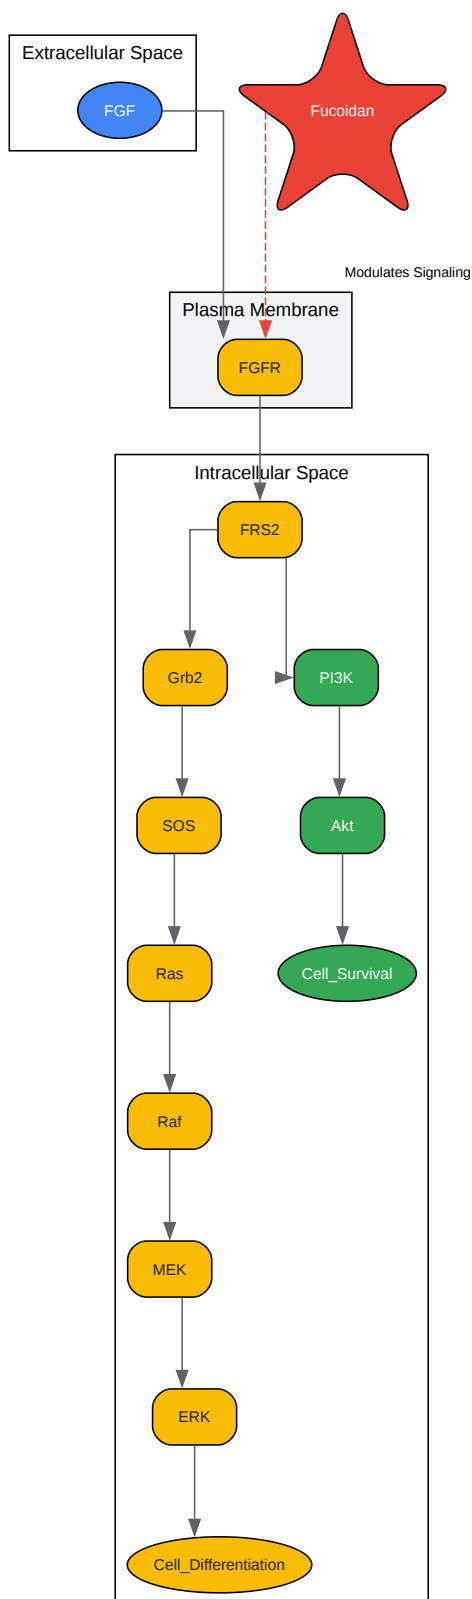 Extracellular Space
FGF
Fucoidan
Modulates Signaling
Plasma Membrane
FGFR
Intracellular Space
FRS2
Grb2
PI3K
SOS
Akt
Ras
Cell_Survival
Raf
MEK
ERK
Cell_Differentiation